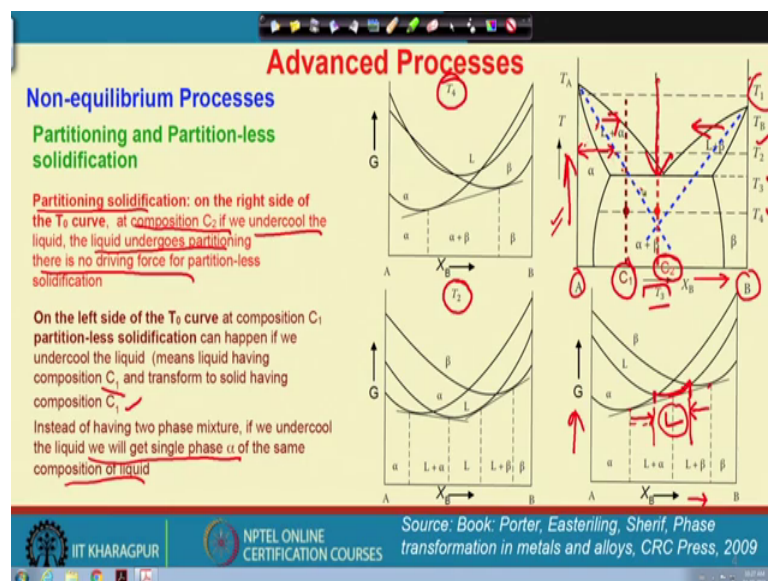 Advanced Processes
Non-equilibrium Processes
Partitioning and Partition-less
solidification
Partitioning solidification: on the right side
of the T₀ curve, at composition C₂ if we undercool the
liquid, the liquid undergoes partitioning
there is no driving force for partition-less
solidification
On the left side of the T₀ curve at composition C₁
partition-less solidification can happen if we
undercool the liquid (means liquid having
composition C₁ and transform to solid having
composition C₁
Instead of having two phase mixture, if we undercool
the liquid we will get single phase α of the same
composition of liquid
T₄
G
α
L
β
α
α + β
β
A
X_B
B
T_A
T
α
L+β
β
α + β
T₁
T_B
T₂
T₃
T₄
A
C₁
C₂
X_B
B
T₂
G
β
α
L
α
L+α
L
L+β
β
A
X_B
B
T₃
G
β
L
α
α
L+α
L
L+β
β
A
X_B
B
IIT KHARAGPUR
NPTEL ONLINE
CERTIFICATION COURSES
Source: Book: Porter, Easteriling, Sherif, Phase
transformation in metals and alloys, CRC Press, 2009